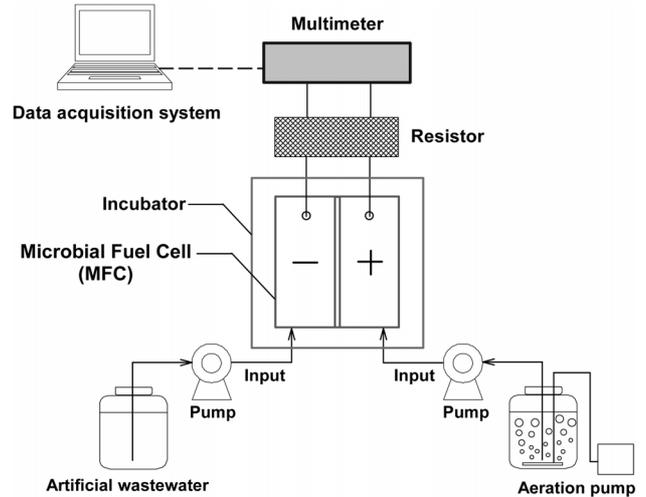 Multimeter
Data acquisition system
Resistor
Incubator
Microbial Fuel Cell
(MFC)
− +
Input Input
Pump Pump
Artificial wastewater
Aeration pump